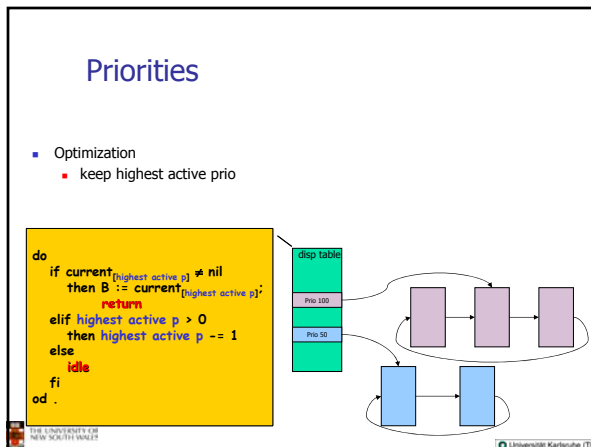 Priorities
Optimization
keep highest active prio
do
if current[highest active p] ≠ nil
then B := current[highest active p];
return
elif highest active p > 0
then highest active p -= 1
else
idle
fi
od .
disp table
Prio 100
Prio 50
THE UNIVERSITY OF
NEW SOUTH WALES
Universität Karlsruhe (T